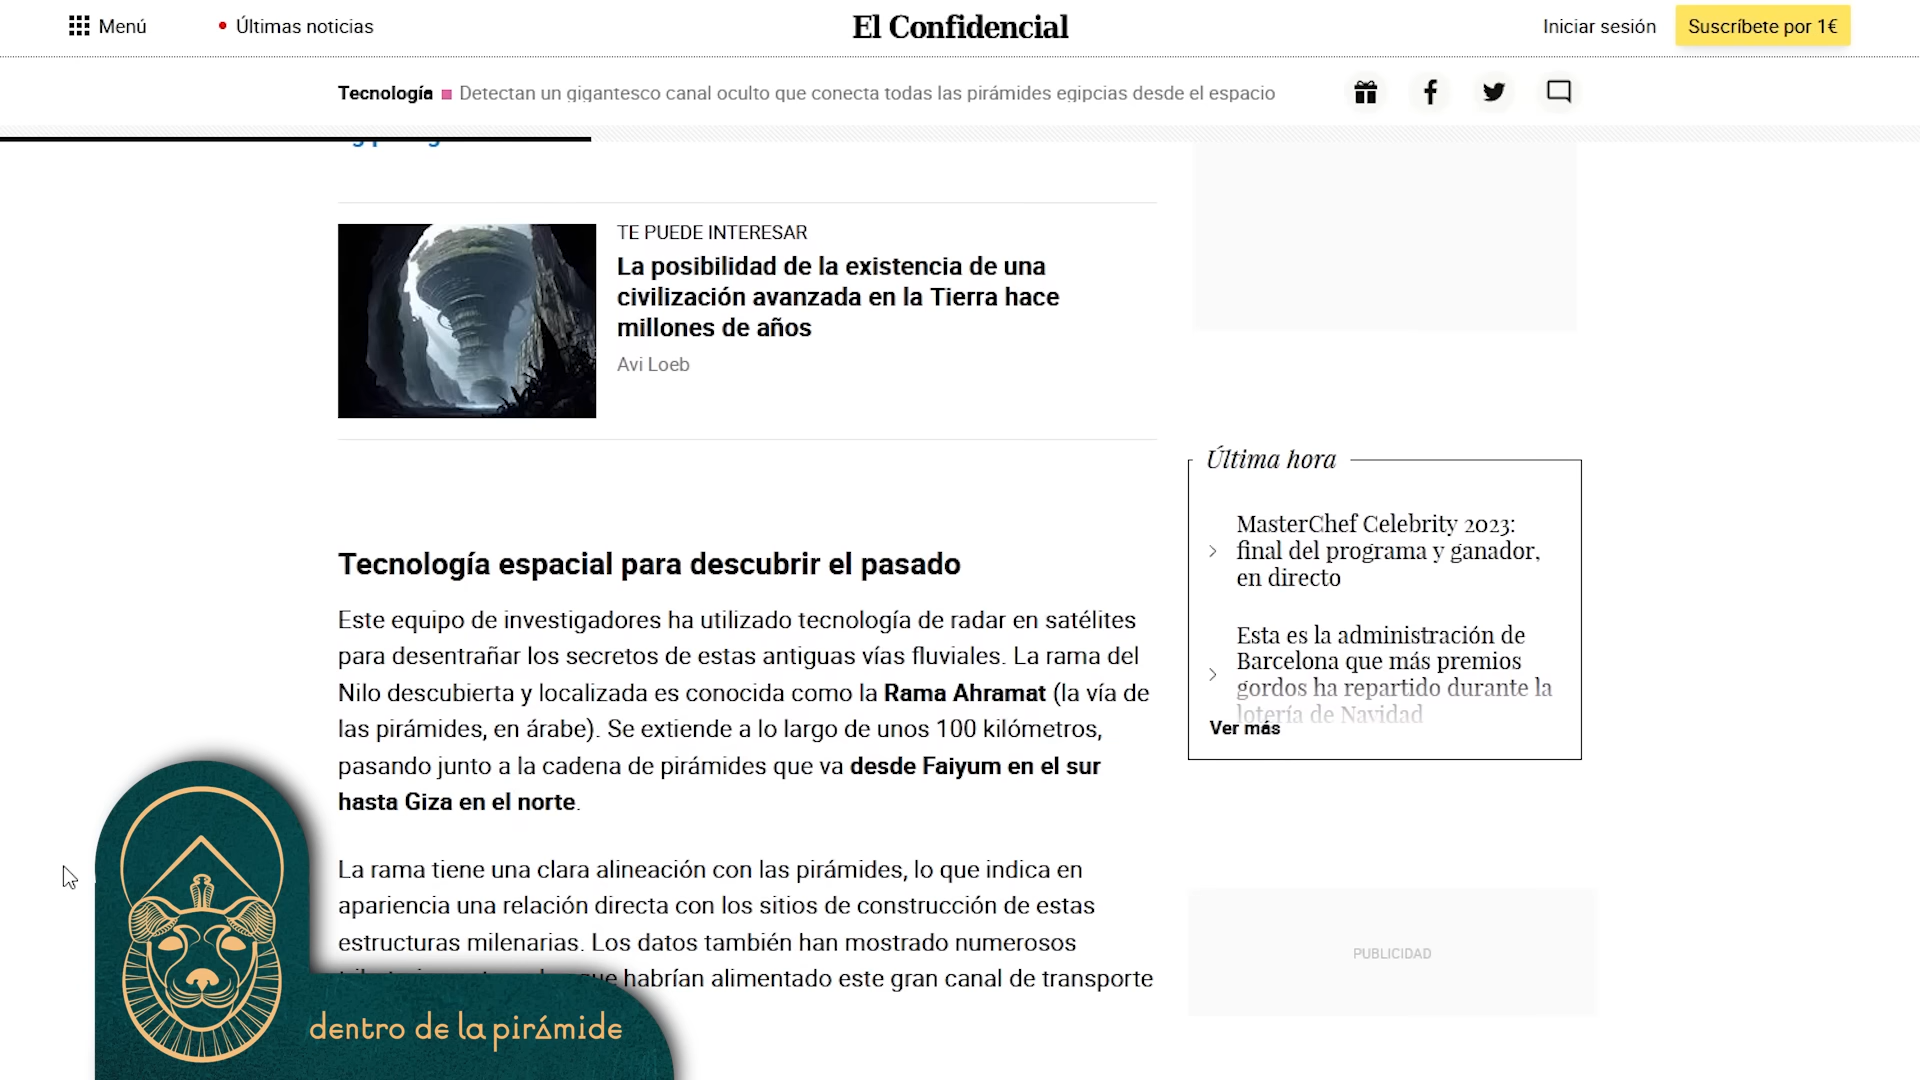 Menú
Últimas noticias
El Confidencial
Iniciar sesión
Suscríbete por 1€
Tecnología
Detectan un gigantesco canal oculto que conecta todas las pirámides egipcias desde el espacio
TE PUEDE INTERESAR
La posibilidad de la existencia de una
civilización avanzada en la Tierra hace
millones de años
Avi Loeb
Tecnología espacial para descubrir el pasado
Este equipo de investigadores ha utilizado tecnología de radar en satélites
para desentrañar los secretos de estas antiguas vías fluviales. La rama del
Nilo descubierta y localizada es conocida como la Rama Ahramat (la vía de
las pirámides, en árabe). Se extiende a lo largo de unos 100 kilómetros,
pasando junto a la cadena de pirámides que va desde Faiyum en el sur
hasta Giza en el norte.
La rama tiene una clara alineación con las pirámides, lo que indica en
apariencia una relación directa con los sitios de construcción de estas
estructuras milenarias. Los datos también han mostrado numerosos
habrían alimentado este gran canal de transporte
Última hora
MasterChef Celebrity 2023:
final del programa y ganador,
en directo
Esta es la administración de
Barcelona que más premios
gordos ha repartido durante la
lotería de Navidad
Ver más
PUBLICIDAD
dentro de la pirámide